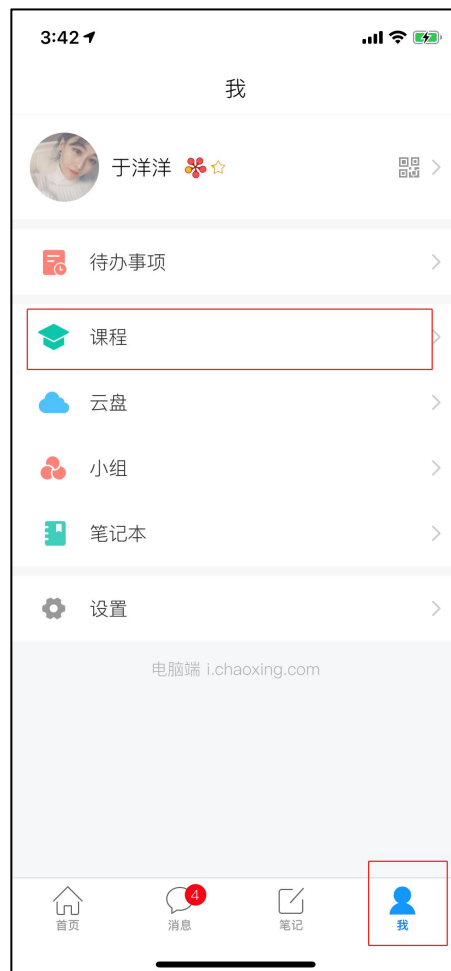 3:42
我
于洋洋
待办事项
课程
云盘
小组
笔记本
设置
电脑端 i.chaoxing.com
4
首页 消息 笔记 我